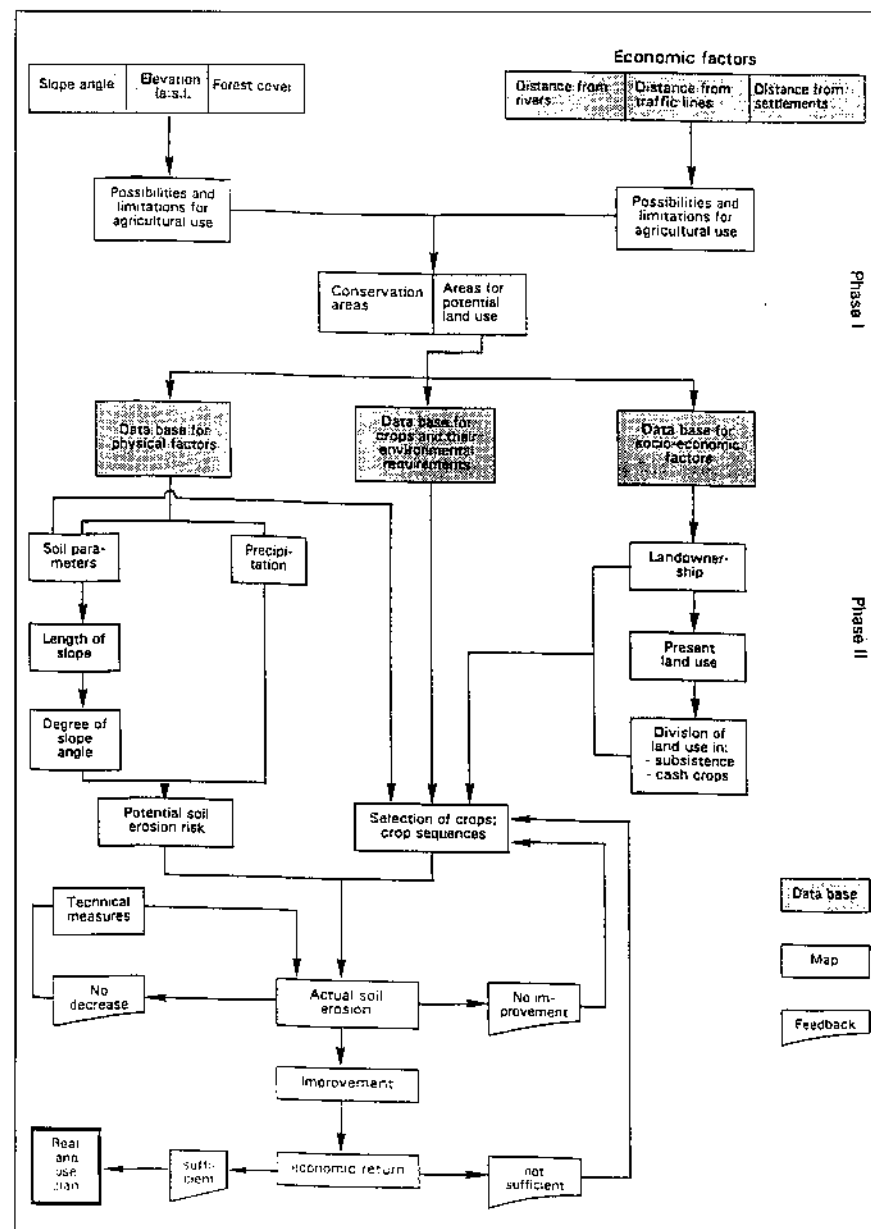 Economic factors
Slope angle
Elevation
(a.s.l.
Forest cover
Distance from
rivers
Distance from
traffic lines
Distance from
settlements
Possibilities and
limitations for
agricultural use
Possibilities and
limitations for
agricultural use
Conservation
areas
Areas for
potential
land use
Phase I
Data base for
physical factors
Data base for
crops and their
environmental
requirements
Data base for
socio-economic
factors
Soil para-
meters
Precipi-
tation
Landowner-
ship
Length of
slope
Present
land use
Phase II
Degree of
slope
angle
Division of
land use in:
- subsistence
- cash crops
Potential soil
erosion risk
Selection of crops;
crop sequences
Technical
measures
Data base
No
decrease
Actual soil
erosion
No im-
provement
Map
Feedback
Improvement
Real
land
use
plan
suffi-
cient
economic return
not
sufficient